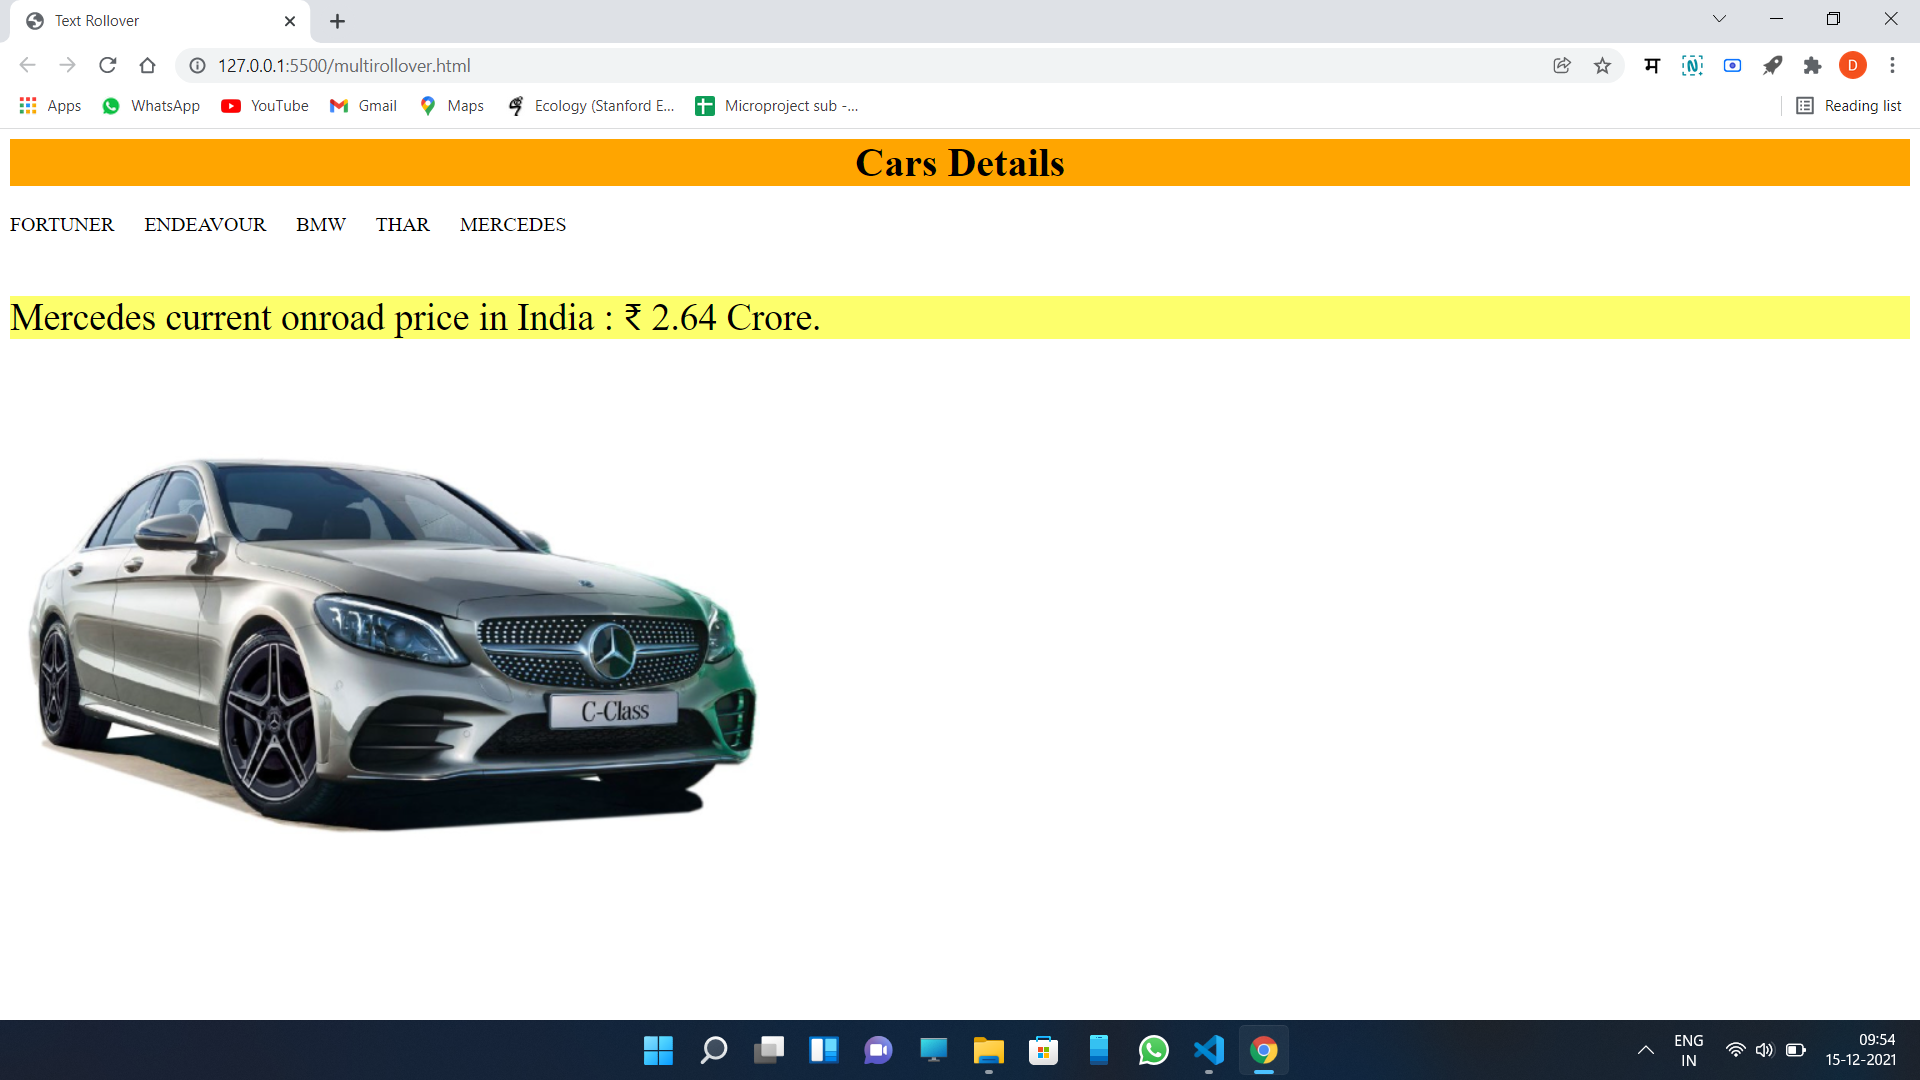 Text Rollover
127.0.0.1:5500/multirollover.html
म
D
Apps WhatsApp YouTube Gmail Maps Ecology (Stanford E... Microproject sub -... Reading list
Cars Details
FORTUNER ENDEAVOUR BMW THAR MERCEDES
Mercedes current onroad price in India : ₹ 2.64 Crore.
C-Class
ENG
IN
09:54
15-12-2021